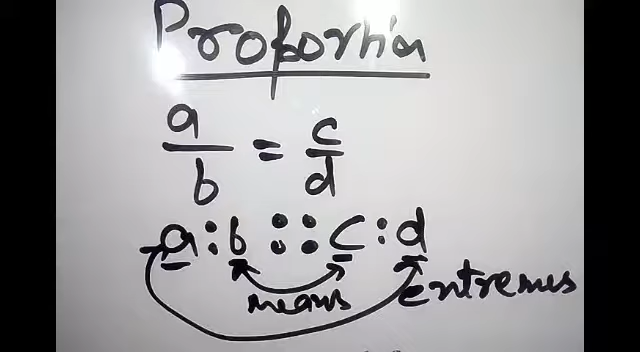 Proportion
a/b = c/d
a : b :: c : d
means extremes